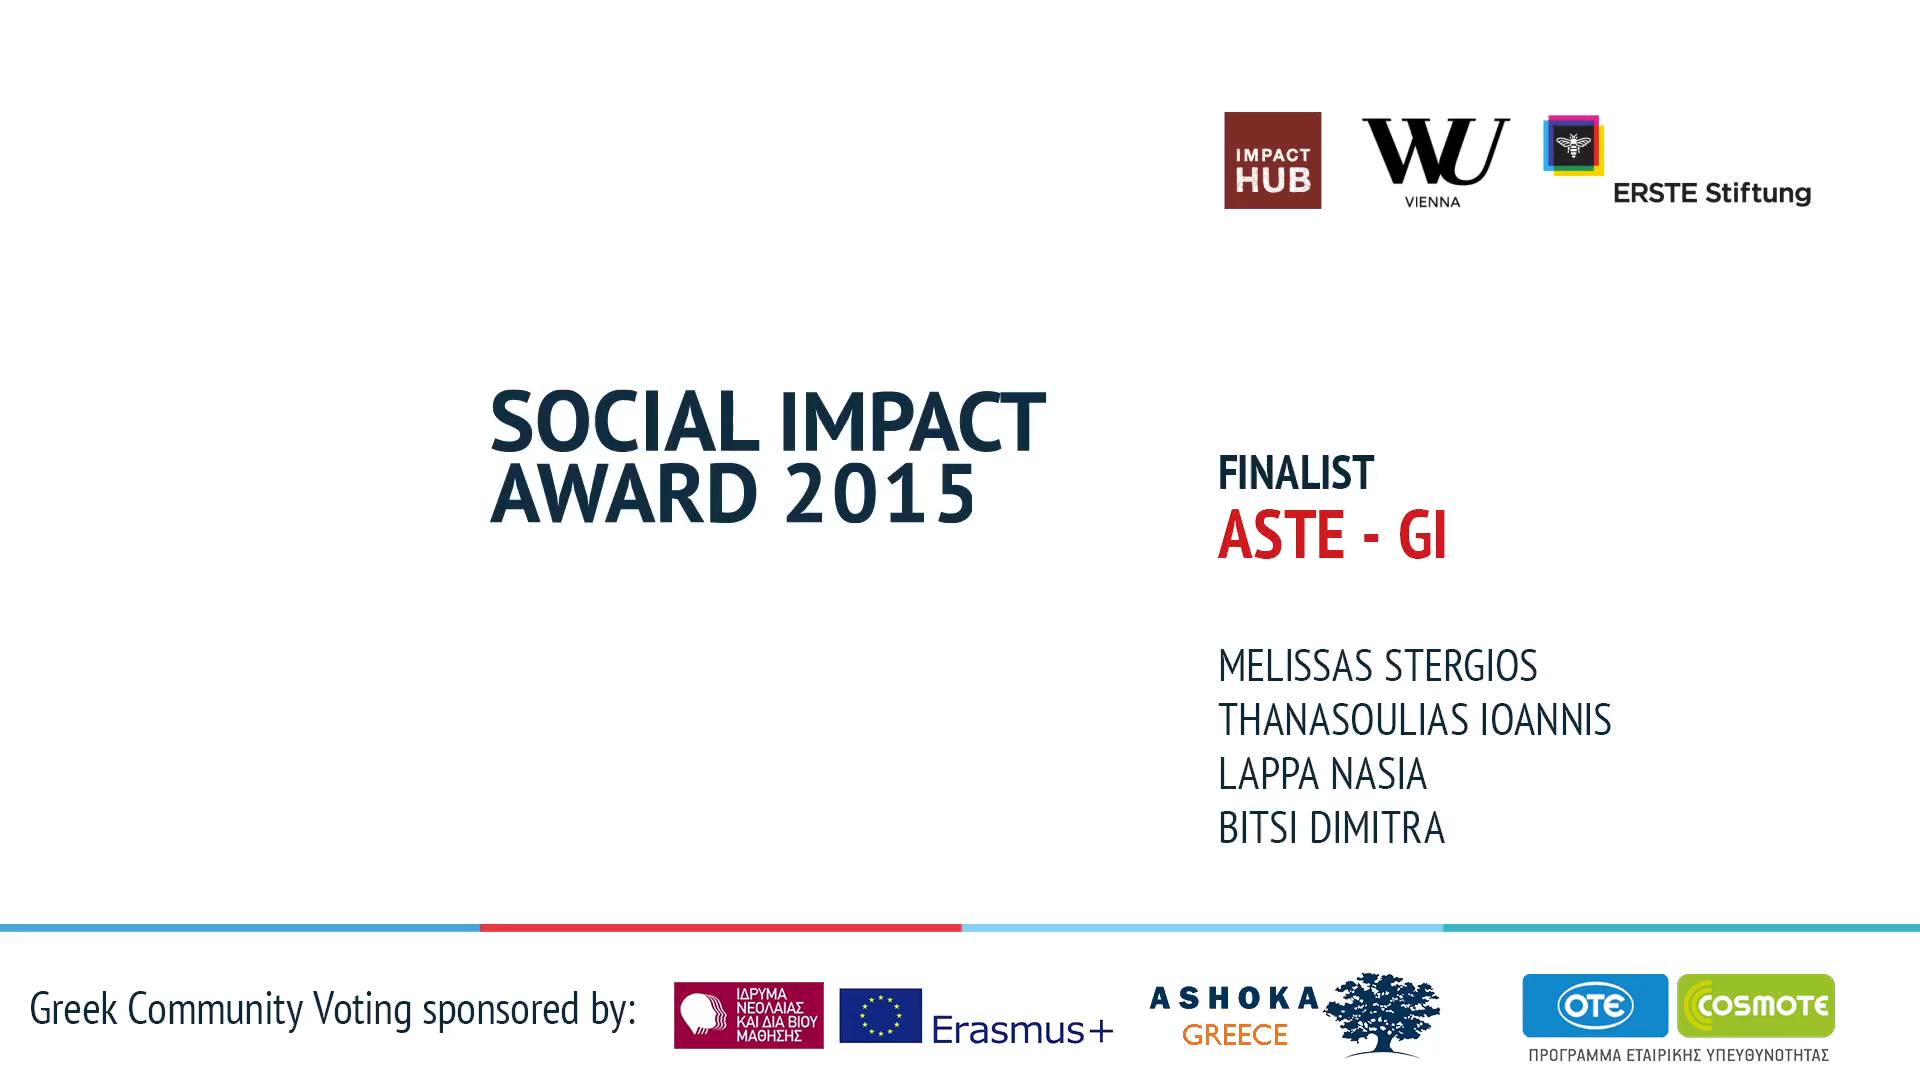 IMPACT
HUB
WU
VIENNA
ERSTE Stiftung
SOCIAL IMPACT
AWARD 2015
FINALIST
ASTE - GI
MELISSAS STERGIOS
THANASOULIAS IOANNIS
LAPPA NASIA
BITSI DIMITRA
Greek Community Voting sponsored by:
ΙΔΡΥΜΑ
ΝΕΟΛΑΙΑΣ
ΚΑΙ ΔΙΑ ΒΙΟΥ
ΜΑΘΗΣΗΣ
Erasmus+
ASHOKA
GREECE
OTE
COSMOTE
ΠΡΟΓΡΑΜΜΑ ΕΤΑΙΡΙΚΗΣ ΥΠΕΥΘΥΝΟΤΗΤΑΣ